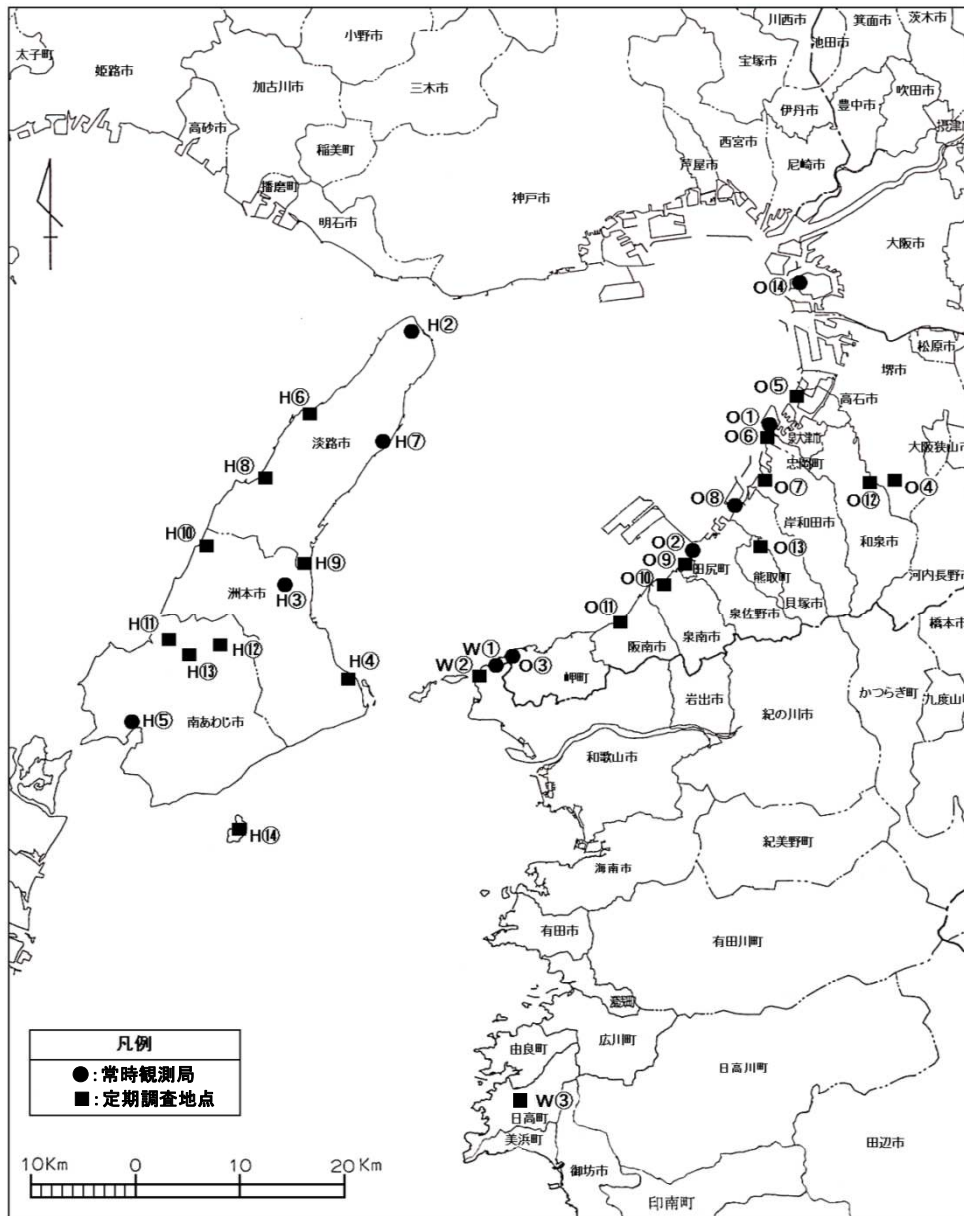 川西市
箕面市
茨木市
小野市
池田市
太子町
宝塚市
姫路市
加古川市
三木市
吹田市
伊丹市
豊中市
高砂市
西宮市
稲美町
芦屋市
尼崎市
播磨町
神戸市
明石市
大阪市
O⑭
H②
松原市
堺市
O⑤
高石市
H⑥
O①
淡路市
O⑥
H⑦
大阪狭山市
忠岡町
H⑧
O⑦
O⑫
O④
O⑧
岸和田市
和泉市
H⑩
O②
O⑬
H⑨
O⑨
田尻町
熊取町
河内長野市
洲本市
O⑩
H③
泉佐野市
貝塚市
O⑪
橋本市
H⑪
泉南市
阪南市
W①
H⑫
W②
O③
H⑬
H④
岬町
かつらぎ町
九度山町
岩出市
南あわじ市
H⑤
紀の川市
和歌山市
H⑭
紀美野町
海南市
有田市
有田川町
広川町
凡例
由良町
●:常時観測局
日高川町
■:定期調査地点
W③
日高町
美浜町
田辺市
10Km 0 10 20 Km
御坊市
印南町